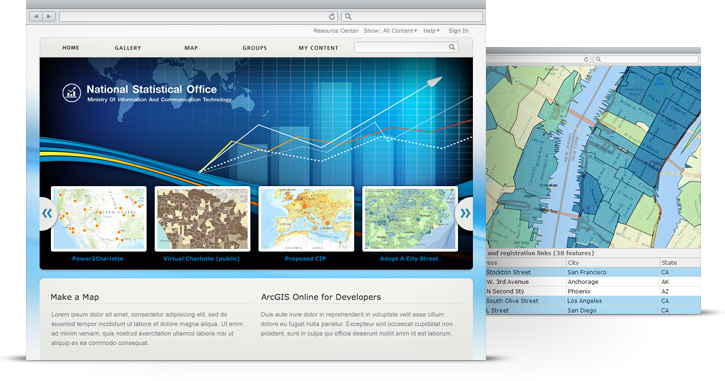 Resource Center Show: All Content Help Sign In
HOME GALLERY MAP GROUPS MY CONTENT
National Statistical Office
Ministry Of Information And Communication Technology
Power2Charlotte
Virtual Charlotte (public)
Proposed CIP
Adopt A City Street
Make a Map
Lorem ipsum dolor sit amet, consectetur adipisicing elit, sed do
eiusmod tempor incididunt ut labore et dolore magna aliqua. Ut enim
ad minim veniam, quis nostrud exercitation ullamco laboris nisi ut
aliquip ex ea commodo consequat.
ArcGIS Online for Developers
Duis aute irure dolor in reprehenderit in voluptate velit esse cillum
dolore eu fugiat nulla pariatur. Excepteur sint occaecat cupidatat non
proident, sunt in culpa qui officia deserunt mollit anim id est laborum.
and registration links (38 features)
ress City State
Stockton Street San Francisco CA
W. 3rd Avenue Anchorage AK
N Second Sty Phoenix AZ
South Olive Street Los Angeles CA
L Street San Diego CA